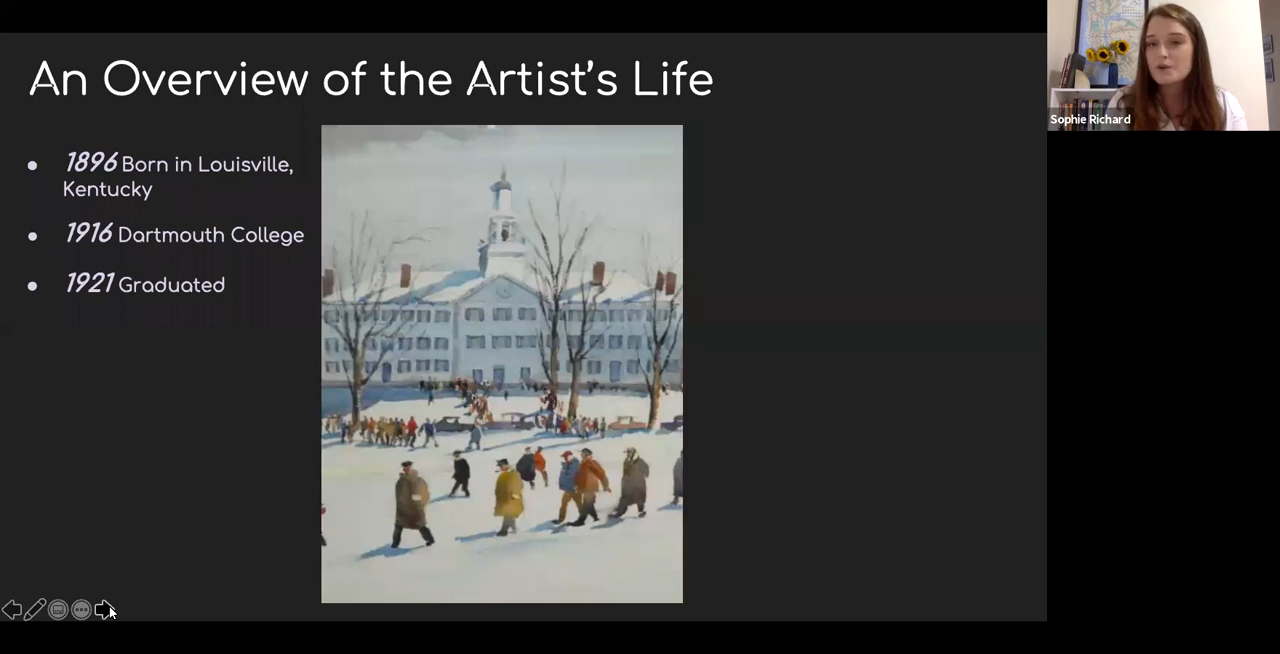 An Overview of the Artist's Life
1896 Born in Louisville,
Kentucky
1916 Dartmouth College
1921 Graduated
Sophie Richard